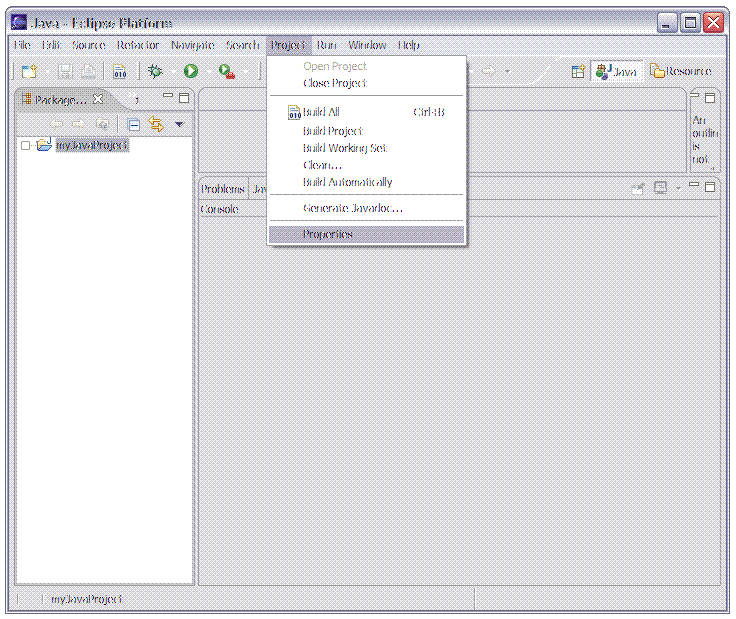 Java - Eclipse Platform
File Edit Source Refactor Navigate Search Project Run Window Help
Java Resource
Package...
myJavaProject
Open Project
Close Project
Build All Ctrl+B
Build Project
Build Working Set
Clean...
Build Automatically
Generate Javadoc...
Properties
An
outlin
is
not
Problems Jav
Console
myJavaProject